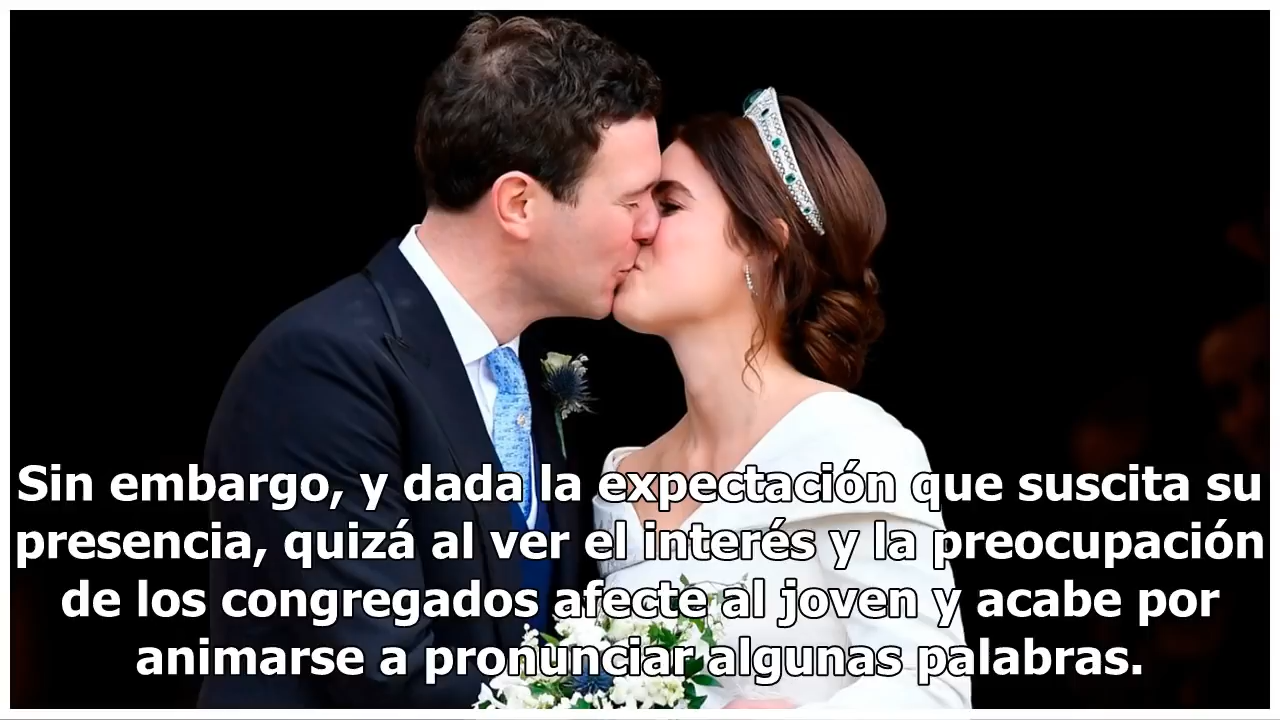 Sin embargo, y dada la expectación que suscita su
presencia, quizá al ver el interés y la preocupación
de los congregados afecte al joven y acabe por
animarse a pronunciar algunas palabras.